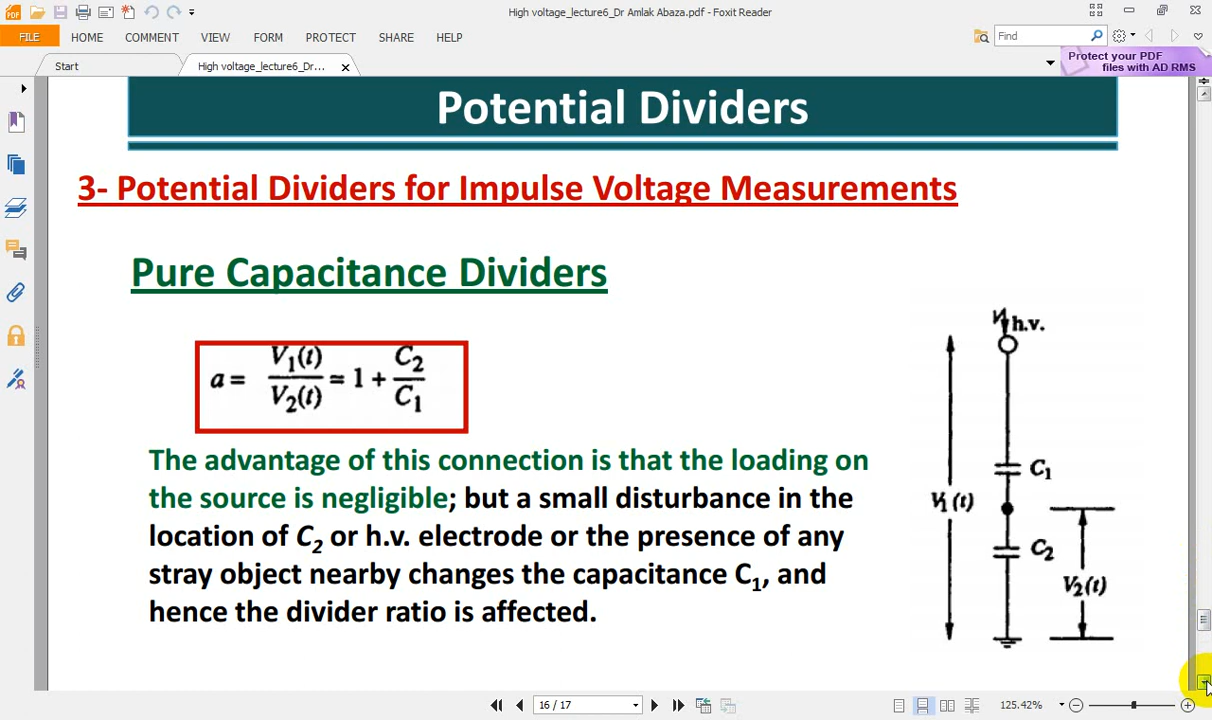 High voltage_lecture6_Dr Amlak Abaza.pdf - Foxit Reader
FILE HOME COMMENT VIEW FORM PROTECT SHARE HELP
Find
Start
High voltage_lecture6_Dr...
Protect your PDF
files with AD RMS
Potential Dividers
3- Potential Dividers for Impulse Voltage Measurements
Pure Capacitance Dividers
a = V₁(t)/V₂(t) = 1 + C₂/C₁
The advantage of this connection is that the loading on
the source is negligible; but a small disturbance in the
location of C₂ or h.v. electrode or the presence of any
stray object nearby changes the capacitance C₁, and
hence the divider ratio is affected.
h.v.
C₁
V₁(t)
C₂
V₂(t)
16 / 17
125.42%